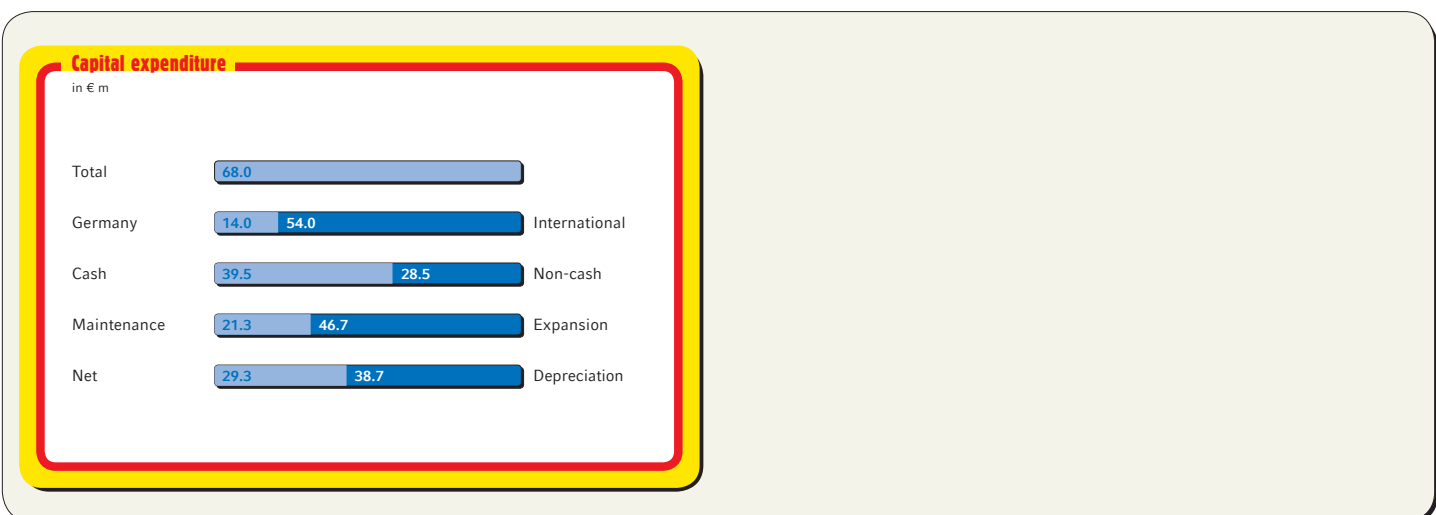 Capital expenditure
in € m
Total 68.0
Germany 14.0 54.0 International
Cash 39.5 28.5 Non-cash
Maintenance 21.3 46.7 Expansion
Net 29.3 38.7 Depreciation